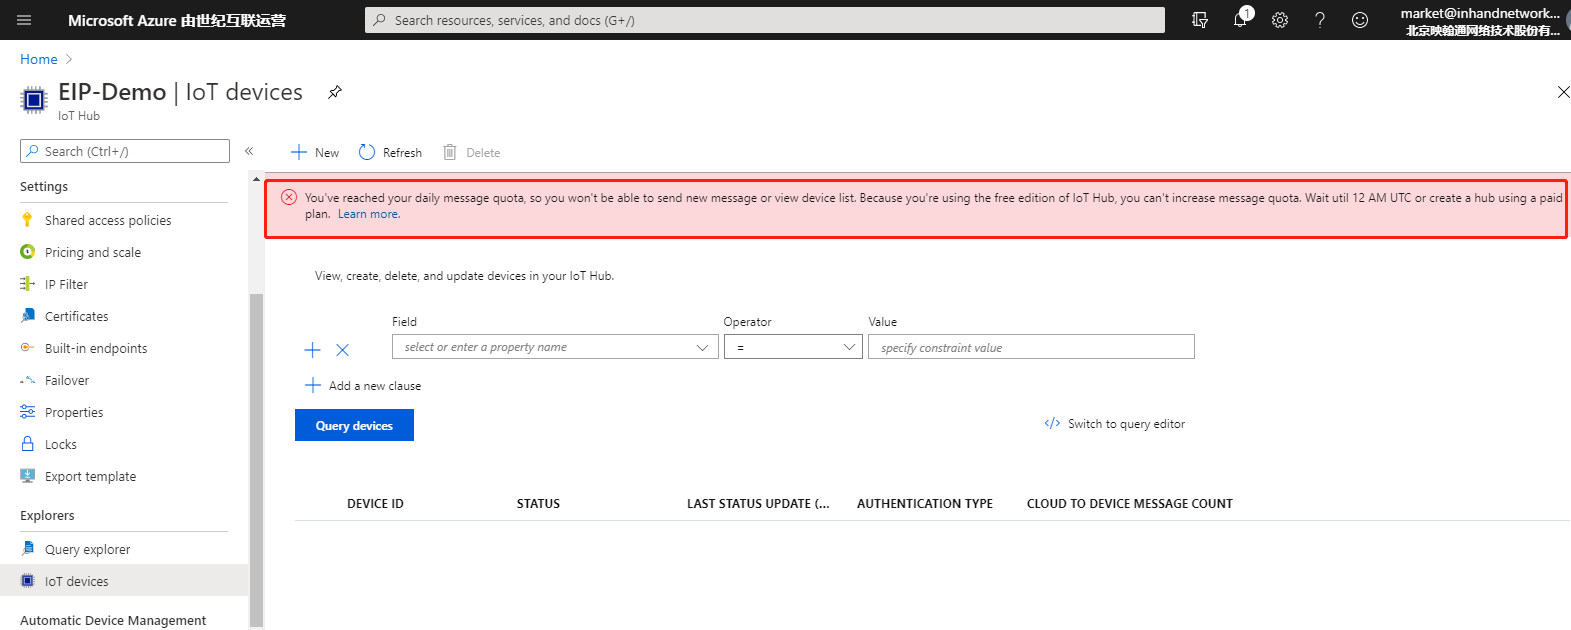 Microsoft Azure 由世纪互联运营
Search resources, services, and docs (G+/)
1
market@inhandnetwork...
北京映翰通网络技术股份有...
Home
EIP-Demo | IoT devices
IoT Hub
Search (Ctrl+/)
«
New
Refresh
Delete
Settings
Shared access policies
Pricing and scale
IP Filter
Certificates
Built-in endpoints
Failover
Properties
Locks
Export template
Explorers
Query explorer
IoT devices
Automatic Device Management
You've reached your daily message quota, so you won't be able to send new message or view device list. Because you're using the free edition of IoT Hub, you can't increase message quota. Wait util 12 AM UTC or create a hub using a paid
plan. Learn more.
View, create, delete, and update devices in your IoT Hub.
Field Operator Value
select or enter a property name = specify constraint value
Add a new clause
Query devices
</> Switch to query editor
DEVICE ID STATUS LAST STATUS UPDATE (... AUTHENTICATION TYPE CLOUD TO DEVICE MESSAGE COUNT